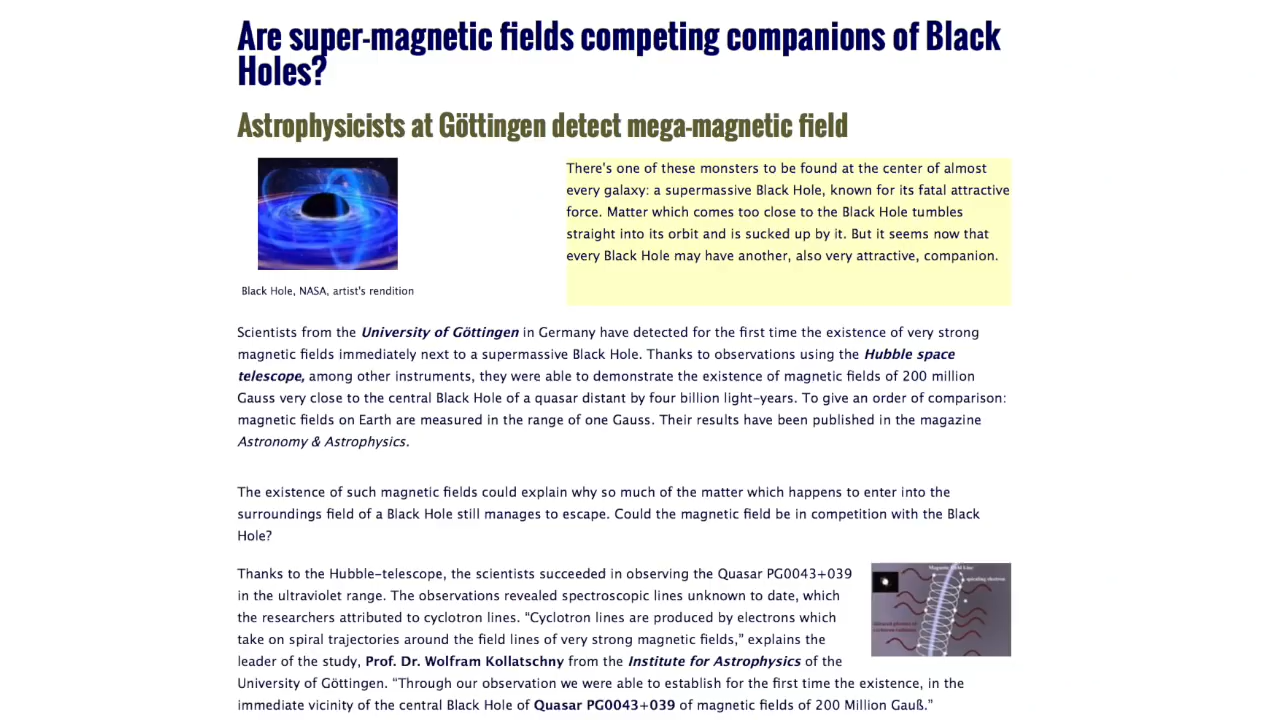 Are super-magnetic fields competing companions of Black
Holes?
Astrophysicists at Göttingen detect mega-magnetic field
There's one of these monsters to be found at the center of almost
every galaxy: a supermassive Black Hole, known for its fatal attractive
force. Matter which comes too close to the Black Hole tumbles
straight into its orbit and is sucked up by it. But it seems now that
every Black Hole may have another, also very attractive, companion.
Black Hole, NASA, artist's rendition
Scientists from the University of Göttingen in Germany have detected for the first time the existence of very strong
magnetic fields immediately next to a supermassive Black Hole. Thanks to observations using the Hubble space
telescope, among other instruments, they were able to demonstrate the existence of magnetic fields of 200 million
Gauss very close to the central Black Hole of a quasar distant by four billion light-years. To give an order of comparison:
magnetic fields on Earth are measured in the range of one Gauss. Their results have been published in the magazine
Astronomy & Astrophysics.
The existence of such magnetic fields could explain why so much of the matter which happens to enter into the
surroundings field of a Black Hole still manages to escape. Could the magnetic field be in competition with the Black
Hole?
Thanks to the Hubble-telescope, the scientists succeeded in observing the Quasar PG0043+039
in the ultraviolet range. The observations revealed spectroscopic lines unknown to date, which
the researchers attributed to cyclotron lines. "Cyclotron lines are produced by electrons which
take on spiral trajectories around the field lines of very strong magnetic fields," explains the
leader of the study, Prof. Dr. Wolfram Kollatschny from the Institute for Astrophysics of the
University of Göttingen. "Through our observation we were able to establish for the first time the existence, in the
immediate vicinity of the central Black Hole of Quasar PG0043+039 of magnetic fields of 200 Million Gauß."
Magnetic
spiraling electron